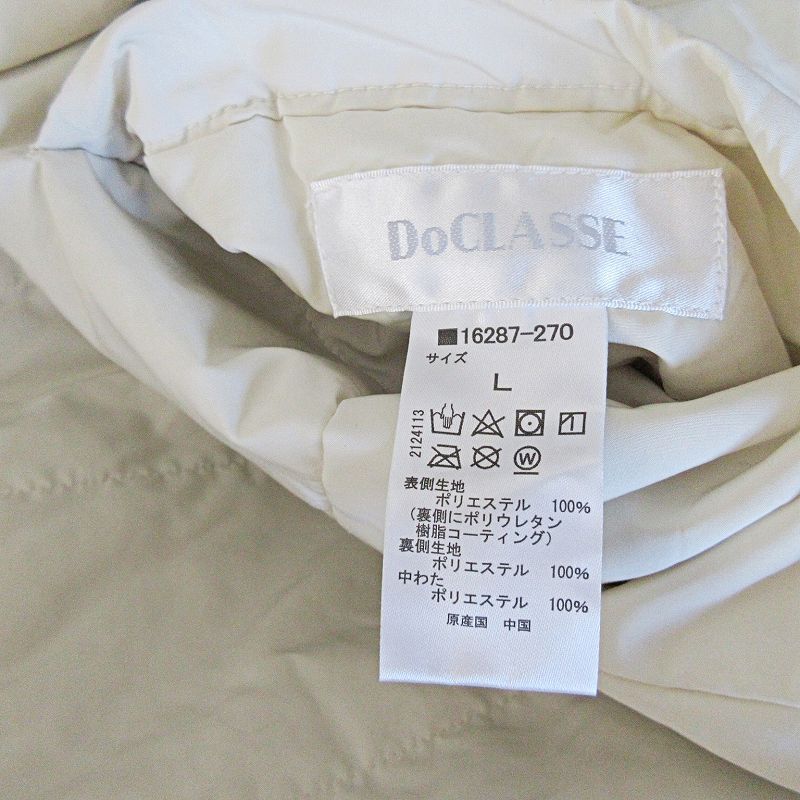 DoCLASSE
■16287-270
サイズ
L
2124113
表側生地
ポリエステル 100%
(裏側にポリウレタン
樹脂コーティング)
裏側生地
ポリエステル 100%
中わた
ポリエステル 100%
原産国 中国